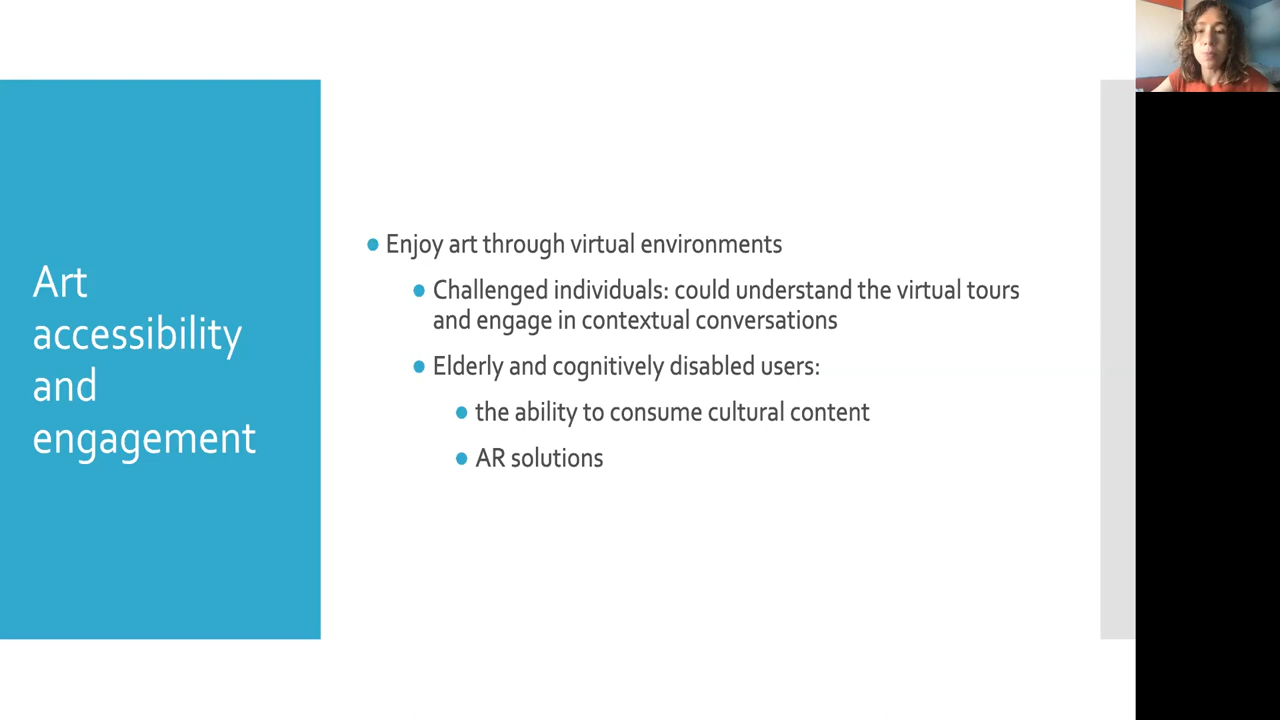 Art
accessibility
and
engagement
Enjoy art through virtual environments
Challenged individuals: could understand the virtual tours
and engage in contextual conversations
Elderly and cognitively disabled users:
the ability to consume cultural content
AR solutions